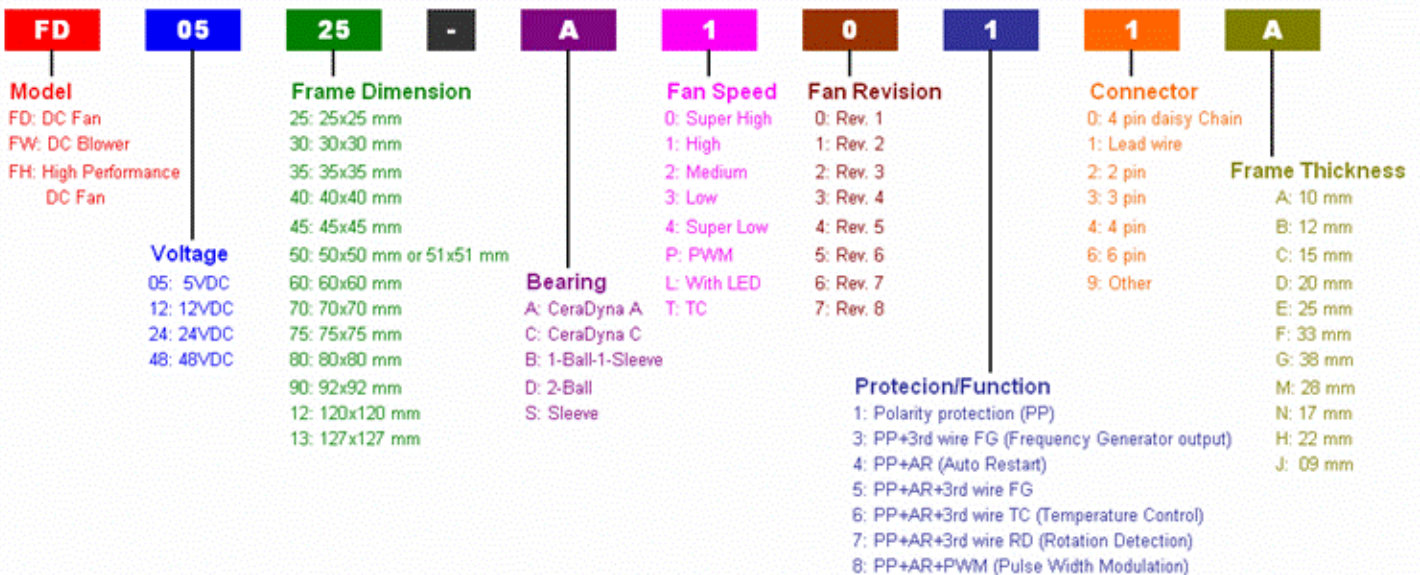 FD 05 25 - A 1 0 1 1 A
Model
FD: DC Fan
FW: DC Blower
FH: High Performance
DC Fan
Voltage
05: 5VDC
12: 12VDC
24: 24VDC
48: 48VDC
Frame Dimension
25: 25x25 mm
30: 30x30 mm
35: 35x35 mm
40: 40x40 mm
45: 45x45 mm
50: 50x50 mm or 51x51 mm
60: 60x60 mm
70: 70x70 mm
75: 75x75 mm
80: 80x80 mm
90: 92x92 mm
12: 120x120 mm
13: 127x127 mm
Bearing
A: CeraDyna A
C: CeraDyna C
B: 1-Ball-1-Sleeve
D: 2-Ball
S: Sleeve
Fan Speed
0: Super High
1: High
2: Medium
3: Low
4: Super Low
P: PWM
L: With LED
T: TC
Fan Revision
0: Rev. 1
1: Rev. 2
2: Rev. 3
3: Rev. 4
4: Rev. 5
5: Rev. 6
6: Rev. 7
7: Rev. 8
Protecion/Function
1: Polarity protection (PP)
3: PP+3rd wire FG (Frequency Generator output)
4: PP+AR (Auto Restart)
5: PP+AR+3rd wire FG
6: PP+AR+3rd wire TC (Temperature Control)
7: PP+AR+3rd wire RD (Rotation Detection)
8: PP+AR+PWM (Pulse Width Modulation)
Connector
0: 4 pin daisy Chain
1: Lead wire
2: 2 pin
3: 3 pin
4: 4 pin
6: 6 pin
9: Other
Frame Thickness
A: 10 mm
B: 12 mm
C: 15 mm
D: 20 mm
E: 25 mm
F: 33 mm
G: 38 mm
M: 28 mm
N: 17 mm
H: 22 mm
J: 09 mm